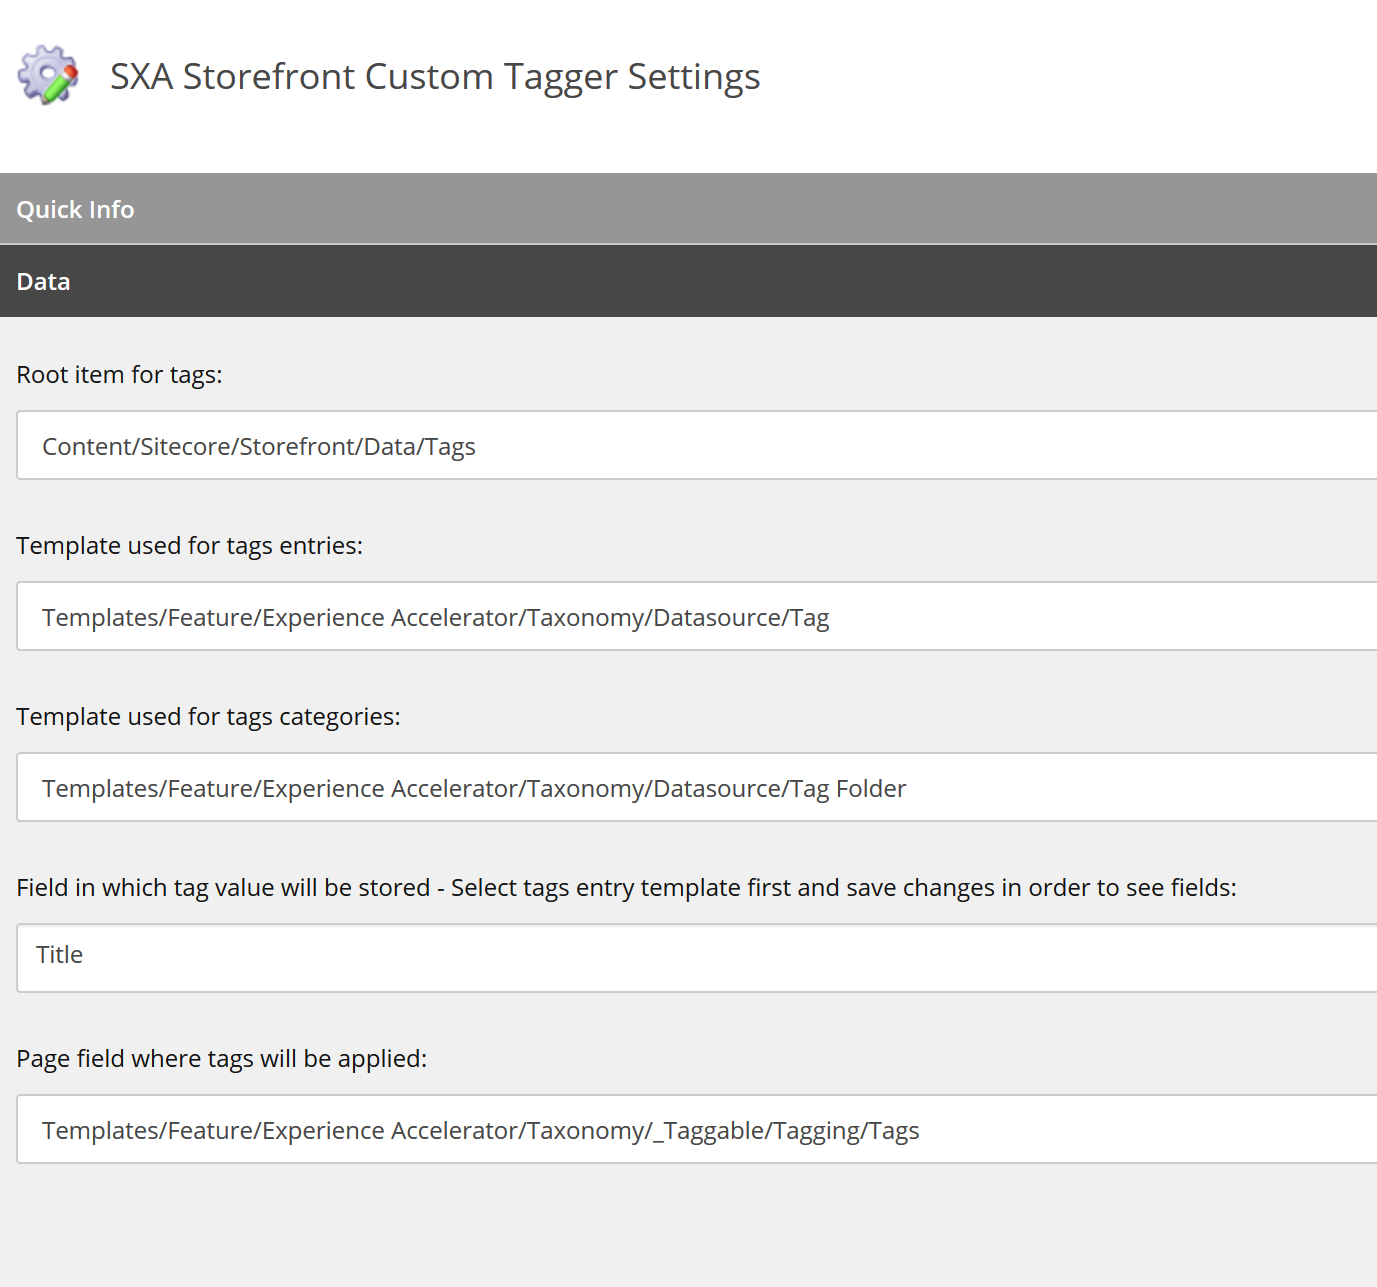 SXA Storefront Custom Tagger Settings
Quick Info
Data
Root item for tags:
Content/Sitecore/Storefront/Data/Tags
Template used for tags entries:
Templates/Feature/Experience Accelerator/Taxonomy/Datasource/Tag
Template used for tags categories:
Templates/Feature/Experience Accelerator/Taxonomy/Datasource/Tag Folder
Field in which tag value will be stored - Select tags entry template first and save changes in order to see fields:
Title
Page field where tags will be applied:
Templates/Feature/Experience Accelerator/Taxonomy/_Taggable/Tagging/Tags